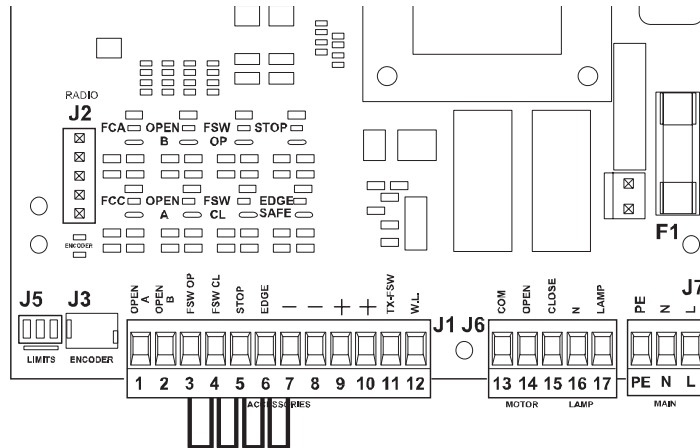 RADIO
J2
FCA OPEN B FSW OP STOP
FCC OPEN A FSW CL EDGE SAFE
ENCODER
F1
J5 J3
OPEN A OPEN B FSW OP FSW CL STOP EDGE – – + + TX-FSW W.L.
J1 J6
COM OPEN CLOSE N LAMP
J7
PE N L
LIMITS ENCODER
1 2 3 4 5 6 7 8 9 10 11 12
13 14 15 16 17
PE N L
ACCESSORIES
MOTOR LAMP
MAIN